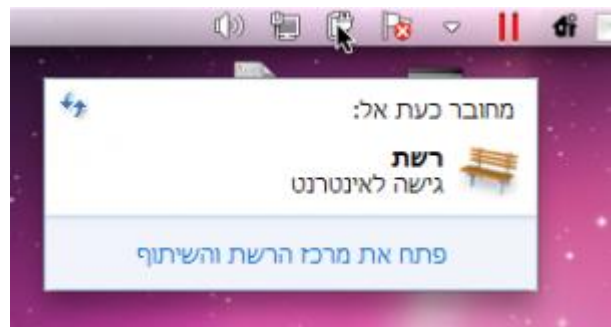 מחובר כעת אל:
רשת
גישה לאינטרנט
פתח את מרכז הרשת והשיתוף